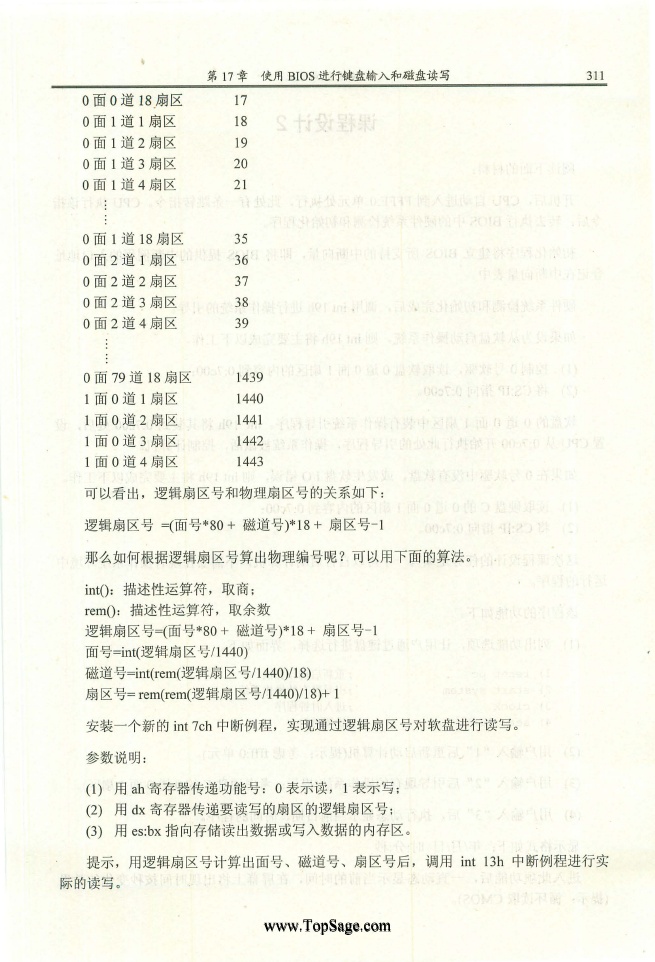 第 17 章 使用 BIOS 进行键盘输入和磁盘读写 311
0 面 0 道 18 扇区 17
0 面 1 道 1 扇区 18
0 面 1 道 2 扇区 19
0 面 1 道 3 扇区 20
0 面 1 道 4 扇区 21
⋮
0 面 1 道 18 扇区 35
0 面 2 道 1 扇区 36
0 面 2 道 2 扇区 37
0 面 2 道 3 扇区 38
0 面 2 道 4 扇区 39
⋮
0 面 79 道 18 扇区 1439
1 面 0 道 1 扇区 1440
1 面 0 道 2 扇区 1441
1 面 0 道 3 扇区 1442
1 面 0 道 4 扇区 1443
可以看出，逻辑扇区号和物理扇区号的关系如下：
逻辑扇区号 =(面号*80 + 磁道号)*18 + 扇区号-1
那么如何根据逻辑扇区号算出物理编号呢？可以用下面的算法。
int()：描述性运算符，取商；
rem()：描述性运算符，取余数
逻辑扇区号=(面号*80 + 磁道号)*18 + 扇区号-1
面号=int(逻辑扇区号/1440)
磁道号=int(rem(逻辑扇区号/1440)/18)
扇区号= rem(rem(逻辑扇区号/1440)/18)+ 1
安装一个新的 int 7ch 中断例程，实现通过逻辑扇区号对软盘进行读写。
参数说明：
(1) 用 ah 寄存器传递功能号：0 表示读，1 表示写；
(2) 用 dx 寄存器传递要读写的扇区的逻辑扇区号；
(3) 用 es:bx 指向存储读出数据或写入数据的内存区。
提示，用逻辑扇区号计算出面号、磁道号、扇区号后，调用 int 13h 中断例程进行实
际的读写。
www.TopSage.com